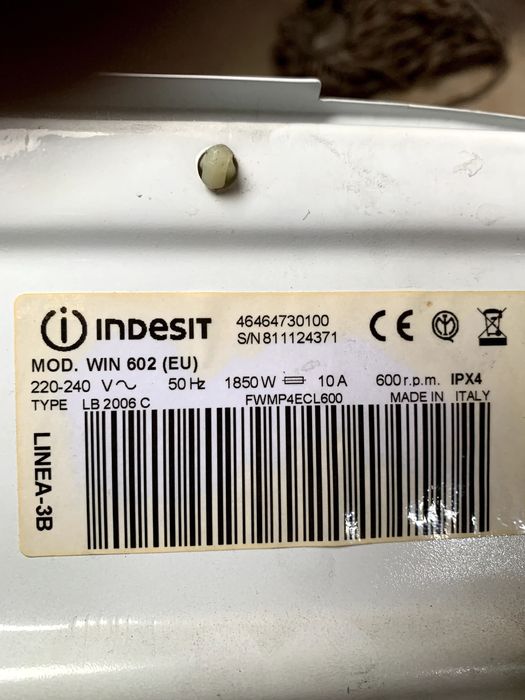 indesit 46464730100
S/N 811124371
CE
MOD. WIN 602 (EU)
220-240 V~ 50 Hz 1850 W 10 A 600 r.p.m. IPX4
TYPE LB 2006 C FWMP4ECL600 MADE IN ITALY
LINEA-3B